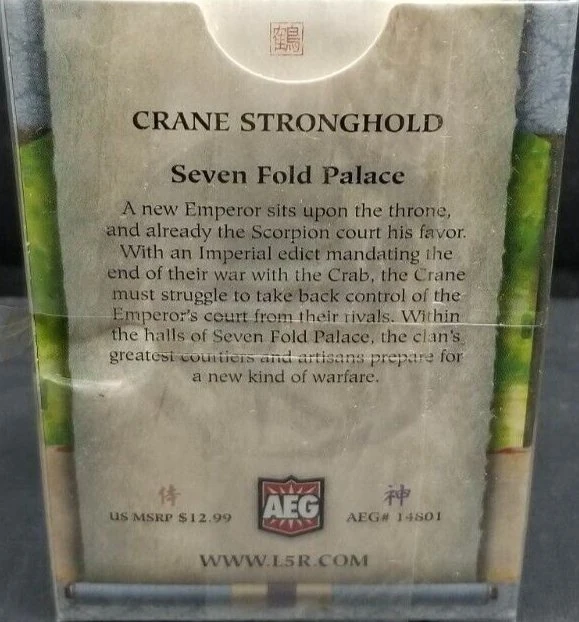 鶴
CRANE STRONGHOLD
Seven Fold Palace
A new Emperor sits upon the throne,
and already the Scorpion court his favor.
With an Imperial edict mandating the
end of their war with the Crab, the Crane
must struggle to take back control of the
Emperor's court from their rivals. Within
the halls of Seven Fold Palace, the clan's
greatest courtiers and artisans prepare for
a new kind of warfare.
侍 神
US MSRP $12.99 AEG AEG# 14801
WWW.L5R.COM